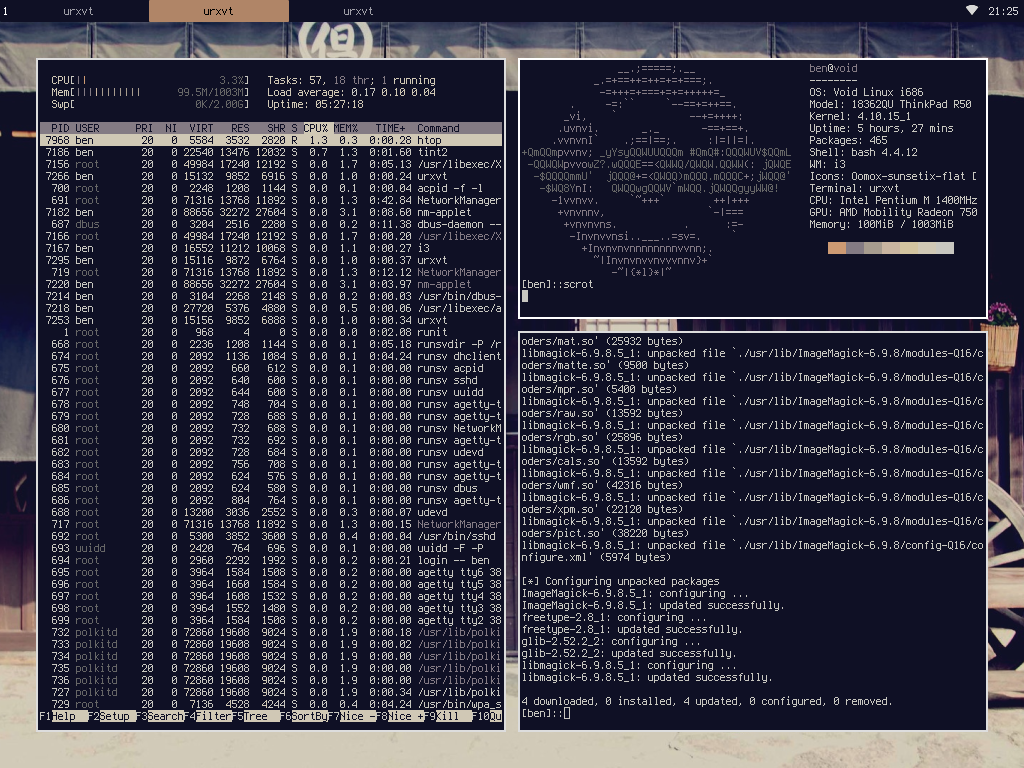 1 urxvt urxvt urxvt 21:25
但
CPU[|| 3.3%] Tasks: 57, 18 thr; 1 running
Mem[||||||||||| 99.5M/1003M] Load average: 0.17 0.10 0.04
Swp[ 0K/2.00G] Uptime: 05:27:18
PID USER PRI NI VIRT RES SHR S CPU% MEM% TIME+ Command
7968 ben 20 0 5584 3532 2820 R 1.3 0.3 0:00.28 htop
7186 ben 20 0 22540 13476 12032 S 0.7 1.3 0:01.60 tint2
7156 root 20 0 49984 17240 12192 S 0.7 1.7 0:05.13 /usr/libexec/X
7266 ben 20 0 15132 9852 6916 S 0.0 1.0 0:00.24 urxvt
700 root 20 0 2248 1208 1144 S 0.0 0.1 0:00.04 acpid -f -l
691 root 20 0 71316 13768 11892 S 0.0 1.3 0:42.84 NetworkManager
7182 ben 20 0 88656 32272 27604 S 0.0 3.1 0:08.60 nm-applet
687 dbus 20 0 3204 2516 2280 S 0.0 0.2 0:11.38 dbus-daemon --
7166 root 20 0 49984 17240 12192 S 0.0 1.7 0:00.20 /usr/libexec/X
7167 ben 20 0 16552 11212 10068 S 0.0 1.1 0:00.27 i3
7295 ben 20 0 15116 9872 6764 S 0.0 1.0 0:00.37 urxvt
719 root 20 0 71316 13768 11892 S 0.0 1.3 0:12.12 NetworkManager
7220 ben 20 0 88656 32272 27604 S 0.0 3.1 0:03.97 nm-applet
7214 ben 20 0 3104 2268 2148 S 0.0 0.2 0:00.03 /usr/bin/dbus-
7218 ben 20 0 27720 5376 4880 S 0.0 0.5 0:00.06 /usr/libexec/a
7253 ben 20 0 15156 9852 6888 S 0.0 1.0 0:00.34 urxvt
1 root 20 0 968 4 0 S 0.0 0.0 0:02.08 runit
668 root 20 0 2236 1208 1144 S 0.0 0.1 0:05.18 runsvdir -P /r
674 root 20 0 2092 1136 1084 S 0.0 0.1 0:04.24 runsv dhclient
675 root 20 0 2092 660 612 S 0.0 0.1 0:00.00 runsv acpid
676 root 20 0 2092 640 600 S 0.0 0.1 0:00.00 runsv sshd
677 root 20 0 2092 644 600 S 0.0 0.1 0:00.00 runsv uuidd
678 root 20 0 2092 748 704 S 0.0 0.1 0:00.00 runsv agetty-t
679 root 20 0 2092 728 688 S 0.0 0.1 0:00.00 runsv agetty-t
680 root 20 0 2092 732 688 S 0.0 0.1 0:00.00 runsv NetworkM
681 root 20 0 2092 732 692 S 0.0 0.1 0:00.00 runsv agetty-t
682 root 20 0 2092 728 684 S 0.0 0.1 0:00.00 runsv udevd
683 root 20 0 2092 756 708 S 0.0 0.1 0:00.00 runsv agetty-t
684 root 20 0 2092 624 576 S 0.0 0.1 0:00.00 runsv agetty-t
685 root 20 0 2092 624 580 S 0.0 0.1 0:00.00 runsv dbus
686 root 20 0 2092 804 764 S 0.0 0.1 0:00.00 runsv agetty-t
688 root 20 0 13200 3036 2552 S 0.0 0.3 0:00.07 udevd
717 root 20 0 71316 13768 11892 S 0.0 1.3 0:00.15 NetworkManager
692 root 20 0 5300 3852 3600 S 0.0 0.4 0:00.04 /usr/bin/sshd
693 uuidd 20 0 2420 764 696 S 0.0 0.1 0:00.00 uuidd -F -P
694 root 20 0 2960 2292 1992 S 0.0 0.2 0:00.21 login -- ben
695 root 20 0 3964 1508 1508 S 0.0 0.2 0:00.00 agetty tty6 38
696 root 20 0 3964 1660 1584 S 0.0 0.2 0:00.00 agetty tty5 38
697 root 20 0 3964 1608 1532 S 0.0 0.2 0:00.00 agetty tty4 38
698 root 20 0 3964 1552 1480 S 0.0 0.2 0:00.00 agetty tty3 38
699 root 20 0 3964 1584 1508 S 0.0 0.2 0:00.00 agetty tty2 38
732 polkitd 20 0 72860 19608 9024 S 0.0 1.9 0:00.18 /usr/lib/polki
733 polkitd 20 0 72860 19608 9024 S 0.0 1.9 0:00.02 /usr/lib/polki
734 polkitd 20 0 72860 19608 9024 S 0.0 1.9 0:00.00 /usr/lib/polki
735 polkitd 20 0 72860 19608 9024 S 0.0 1.9 0:00.00 /usr/lib/polki
736 polkitd 20 0 72860 19608 9024 S 0.0 1.9 0:00.00 /usr/lib/polki
727 polkitd 20 0 72860 19608 9024 S 0.0 1.9 0:00.34 /usr/lib/polki
729 root 20 0 7136 4528 4244 S 0.0 0.4 0:04.24 /usr/bin/wpa_s
F1Help F2Setup F3SearchF4FilterF5Tree F6SortByF7Nice -F8Nice +F9Kill F10Qu
ben@void
--------
OS: Void Linux i686
Model: 18362QU ThinkPad R50
Kernel: 4.10.15_1
Uptime: 5 hours, 27 mins
Packages: 465
Shell: bash 4.4.12
WM: i3
Icons: Oomox-sunsetix-flat [
Terminal: urxvt
CPU: Intel Pentium M 1400MHz
GPU: AMD Mobility Radeon 750
Memory: 100MiB / 1003MiB
[ben]::scrot
oders/mat.so' (25932 bytes)
libmagick-6.9.8.5_1: unpacked file `./usr/lib/ImageMagick-6.9.8/modules-Q16/c
oders/matte.so' (9500 bytes)
libmagick-6.9.8.5_1: unpacked file `./usr/lib/ImageMagick-6.9.8/modules-Q16/c
oders/mpr.so' (5400 bytes)
libmagick-6.9.8.5_1: unpacked file `./usr/lib/ImageMagick-6.9.8/modules-Q16/c
oders/raw.so' (13592 bytes)
libmagick-6.9.8.5_1: unpacked file `./usr/lib/ImageMagick-6.9.8/modules-Q16/c
oders/rgb.so' (25896 bytes)
libmagick-6.9.8.5_1: unpacked file `./usr/lib/ImageMagick-6.9.8/modules-Q16/c
oders/cals.so' (13592 bytes)
libmagick-6.9.8.5_1: unpacked file `./usr/lib/ImageMagick-6.9.8/modules-Q16/c
oders/wmf.so' (42316 bytes)
libmagick-6.9.8.5_1: unpacked file `./usr/lib/ImageMagick-6.9.8/modules-Q16/c
oders/xpm.so' (22120 bytes)
libmagick-6.9.8.5_1: unpacked file `./usr/lib/ImageMagick-6.9.8/modules-Q16/c
oders/pict.so' (38220 bytes)
libmagick-6.9.8.5_1: unpacked file `./usr/lib/ImageMagick-6.9.8/config-Q16/co
nfigure.xml' (5974 bytes)
[*] Configuring unpacked packages
ImageMagick-6.9.8.5_1: configuring ...
ImageMagick-6.9.8.5_1: updated successfully.
freetype-2.8_1: configuring ...
freetype-2.8_1: updated successfully.
glib-2.52.2_2: configuring ...
glib-2.52.2_2: updated successfully.
libmagick-6.9.8.5_1: configuring ...
libmagick-6.9.8.5_1: updated successfully.
4 downloaded, 0 installed, 4 updated, 0 configured, 0 removed.
[ben]::